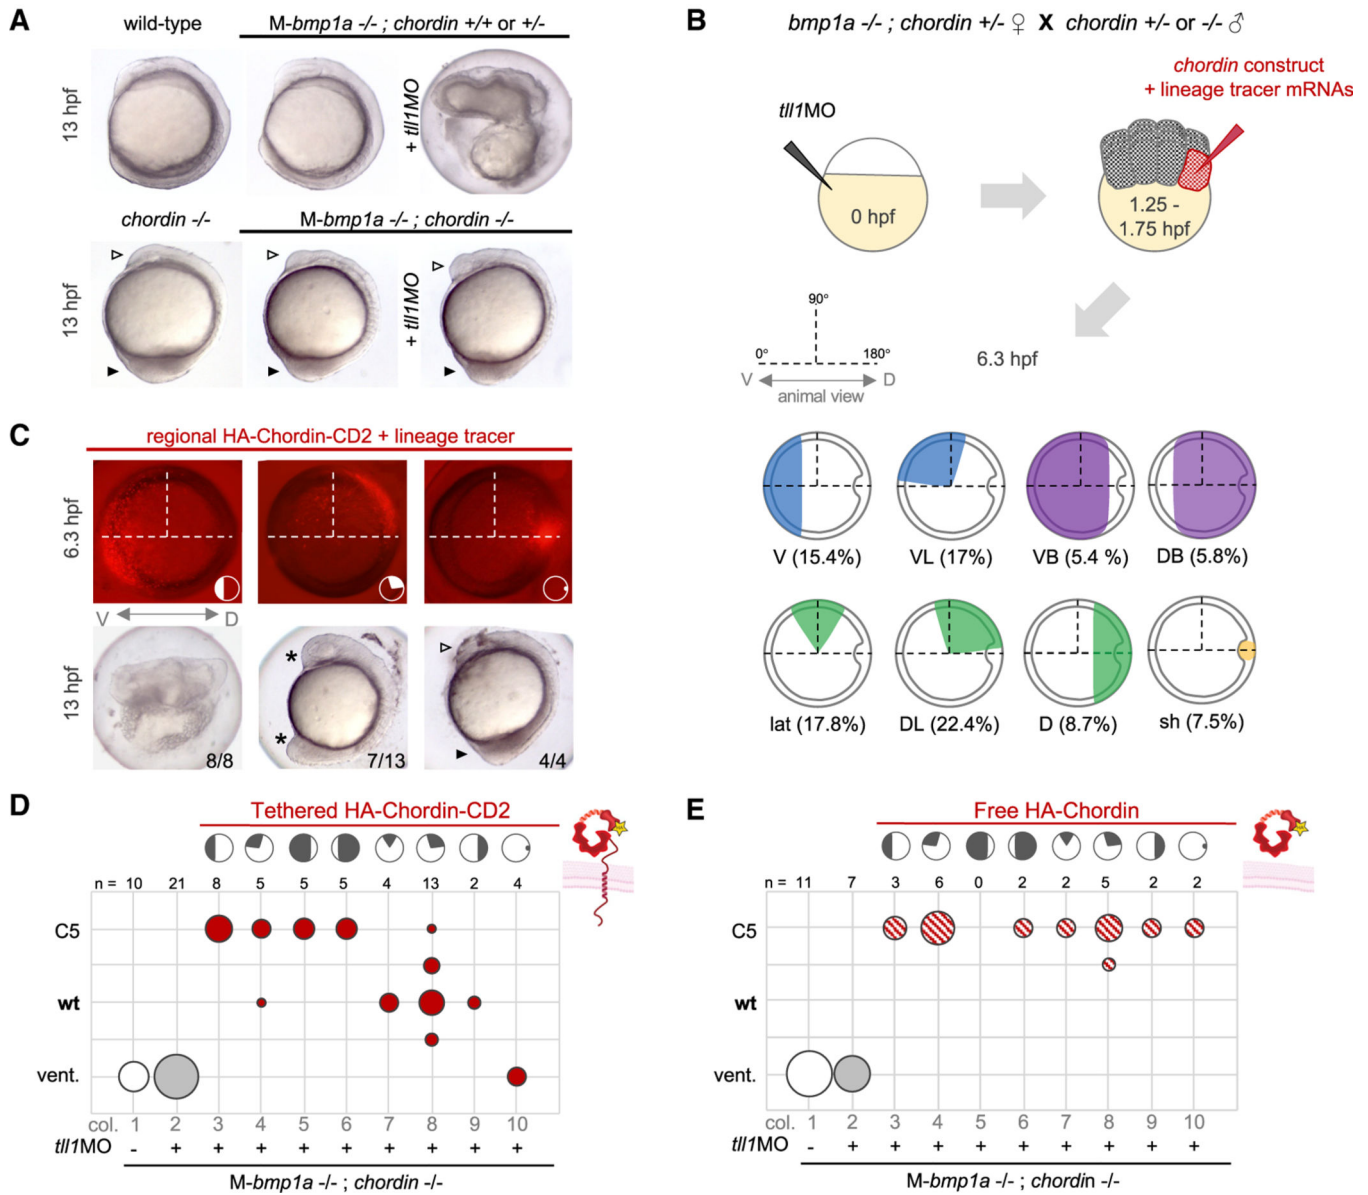 A
wild-type
M-bmp1a -/- ; chordin +/+ or +/-
13 hpf
+ tll1MO
chordin -/-
M-bmp1a -/- ; chordin -/-
13 hpf
+ tll1MO
B
bmp1a -/- ; chordin +/- ♀ X chordin +/- or -/- ♂
chordin construct
+ lineage tracer mRNAs
tll1MO
0 hpf
1.25 -
1.75 hpf
90°
0°
180°
V
D
animal view
6.3 hpf
V (15.4%)
VL (17%)
VB (5.4 %)
DB (5.8%)
lat (17.8%)
DL (22.4%)
D (8.7%)
sh (7.5%)
C
regional HA-Chordin-CD2 + lineage tracer
6.3 hpf
V
D
13 hpf
8/8
*
*
7/13
4/4
D
Tethered HA-Chordin-CD2
n = 10 21 8 5 5 5 4 13 2 4
C5
wt
vent.
col. 1 2 3 4 5 6 7 8 9 10
tll1MO - + + + + + + + + +
M-bmp1a -/- ; chordin -/-
E
Free HA-Chordin
n = 11 7 3 6 0 2 2 5 2 2
C5
wt
vent.
col. 1 2 3 4 5 6 7 8 9 10
tll1MO - + + + + + + + + +
M-bmp1a -/- ; chordin -/-